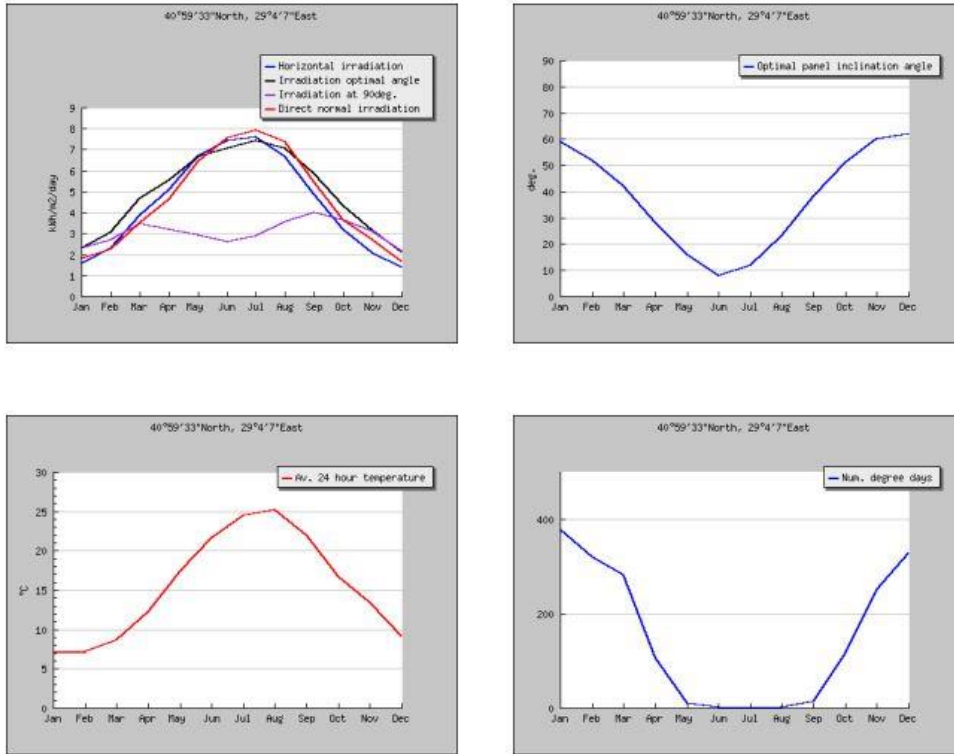 40°59'33"North, 29°4'7"East
Horizontal irradiation
Irradiation optimal angle
Irradiation at 90deg.
Direct normal irradiation
kWh/m2/day
9
8
7
6
5
4
3
2
1
0
Jan Feb Mar Apr May Jun Jul Aug Sep Oct Nov Dec
40°59'33"North, 29°4'7"East
Optimal panel inclination angle
deg.
90
80
70
60
50
40
30
20
10
0
Jan Feb Mar Apr May Jun Jul Aug Sep Oct Nov Dec
40°59'33"North, 29°4'7"East
Av. 24 hour temperature
°C
30
25
20
15
10
5
0
Jan Feb Mar Apr May Jun Jul Aug Sep Oct Nov Dec
40°59'33"North, 29°4'7"East
Num. degree days
400
200
0
Jan Feb Mar Apr May Jun Jul Aug Sep Oct Nov Dec